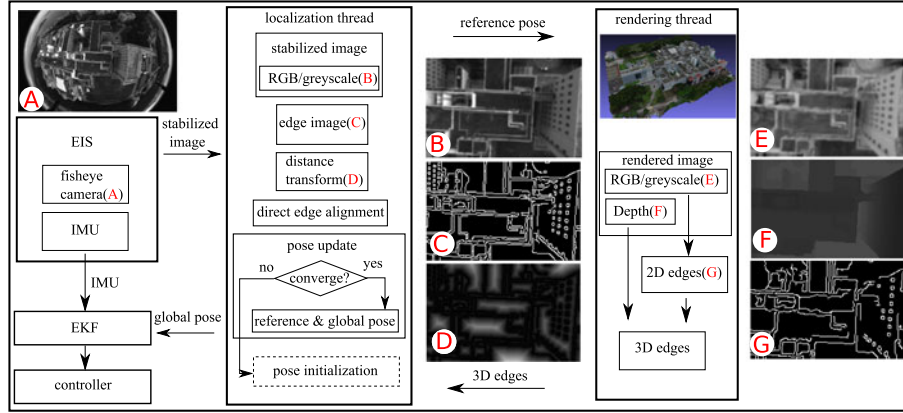 A
EIS
fisheye
camera(A)
IMU
IMU
EKF
controller
stabilized
image
global pose
localization thread
stabilized image
RGB/greyscale(B)
edge image(C)
distance
transform(D)
direct edge alignment
pose update
no
yes
converge?
reference & global pose
pose initialization
reference pose
B
C
D
3D edges
rendering thread
rendered image
RGB/greyscale(E)
Depth(F)
2D edges(G)
3D edges
E
F
G